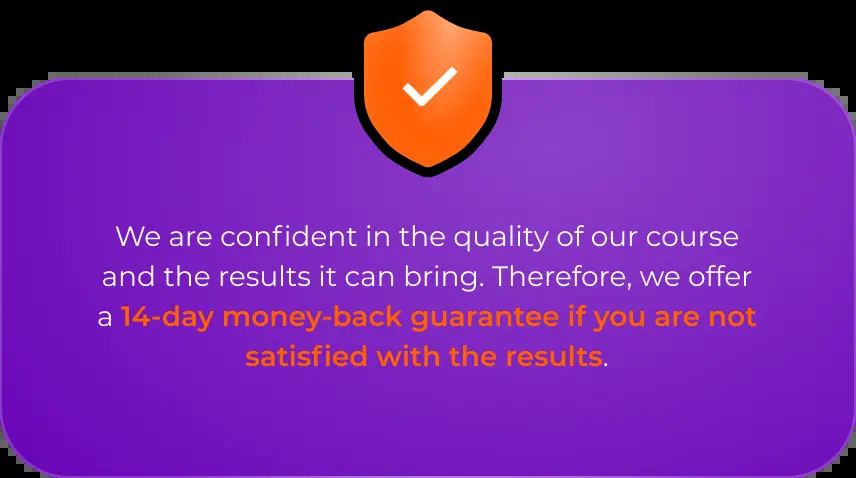 We are confident in the quality of our course
and the results it can bring. Therefore, we offer
a 14-day money-back guarantee if you are not
satisfied with the results.